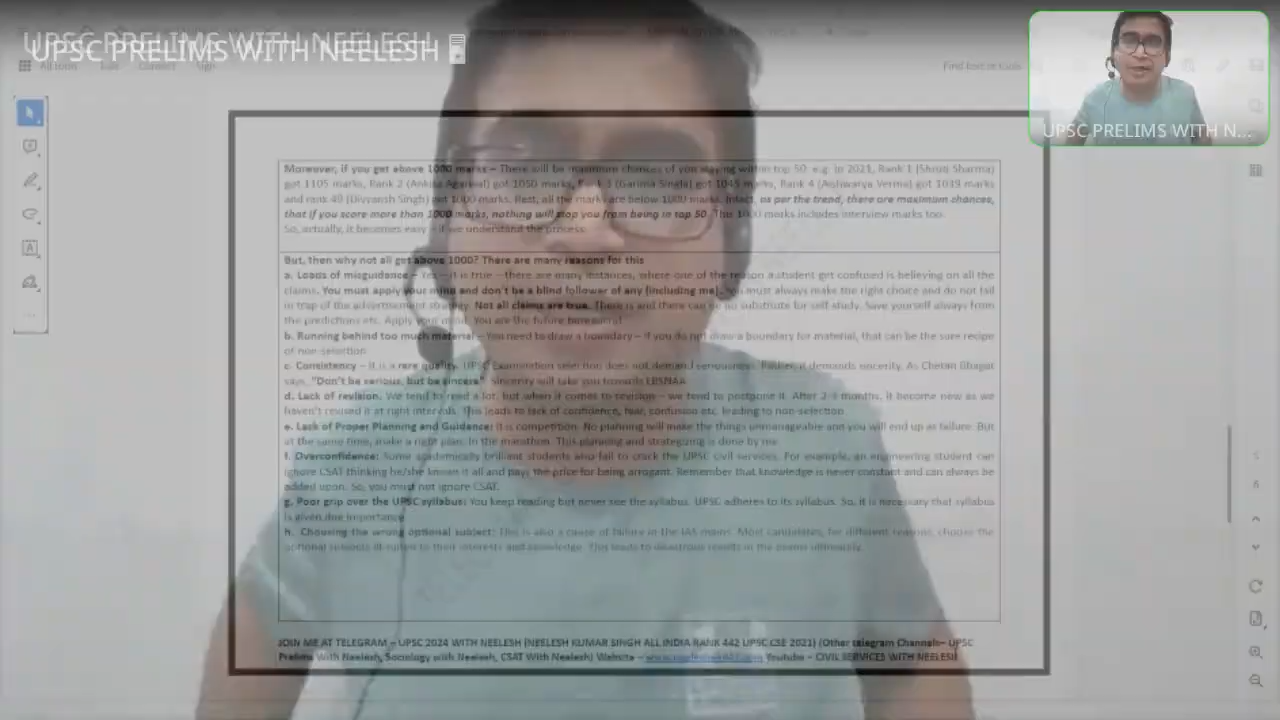 UPSC PRELIMS WITH NEELESH
UPSC PRELIMS WITH NEELESH
All tools Edit Convert Sign
Find text or tools
UPSC PRELIMS WITH N...
Moreover, if you get above 1000 marks – There will be maximum chances of you staying within top 50. e.g. in 2021, Rank 1 (Shruti Sharma)
got 1105 marks, Rank 2 (Ankita Agarwal) got 1050 marks, Rank 3 (Garima Singla) got 1045 marks, Rank 4 (Aishwarya Verma) got 1039 marks
and rank 49 (Divyansh Singh) got 1000 marks. Rest, all the marks are below 1000 marks. Infact, as per the trend, there are maximum chances,
that if you score more than 1000 marks, nothing will stop you from being in top 50. This 1000 marks includes interview marks too.
So, actually, it becomes easy – if we understand the process.
But, then why not all get above 1000? There are many reasons for this
a. Loads of misguidance – Yes – it is true – there are many instances, where one of the reason a student get confused is believing on all the
claims. You must apply your mind and don't be a blind follower of any (including me). You must always make the right choice and do not fall
in trap of the advertisement strategy. Not all claims are true. There is and there can be no substitute for self study. Save yourself always from
the predictions etc. Apply your mind. You are the future bureaucrat.
b. Running behind too much material – You need to draw a boundary – if you do not draw a boundary for material, that can be the sure recipe
of non-selection
c. Consistency – It is a rare quality. UPSC Examination selection does not demand seriousness. Rather, it demands sincerity. As Chetan Bhagat
says, "Don't be serious, but be sincere". Sincerity will take you towards LBSNAA
d. Lack of revision. We tend to read a lot, but when it comes to revision – we tend to postpone it. After 2-3 months, it become new as we
haven't revised it at right intervals. This leads to lack of confidence, fear, confusion etc. leading to non-selection.
e. Lack of Proper Planning and Guidance: It is competition. No planning will make the things unmanageable and you will end up as failure. But
at the same time, make a right plan. In the marathon. This planning and strategizing is done by me
f. Overconfidence: Some academically brilliant students also fail to crack the UPSC civil services. For example, an engineering student can
ignore CSAT thinking he/she known it all and pays the price for being arrogant. Remember that knowledge is never constant and can always be
added upon. So, you must not ignore CSAT.
g. Poor grip over the UPSC syllabus: You keep reading but never see the syllabus. UPSC adheres to its syllabus. So, it is necessary that syllabus
is given due importance
h. Choosing the wrong optional subject: This is also a cause of failure in the IAS mains. Most candidates, for different reasons, choose the
optional subjects ill-suited to their interests and knowledge. This leads to disastrous results in the exams ultimately.
JOIN ME AT TELEGRAM – UPSC 2024 WITH NEELESH (NEELESH KUMAR SINGH ALL INDIA RANK 442 UPSC CSE 2021) (Other telegram Channels– UPSC
Prelims With Neelesh, Sociology with Neelesh, CSAT With Neelesh) Website – Youtube – CIVIL SERVICES WITH NEELESH